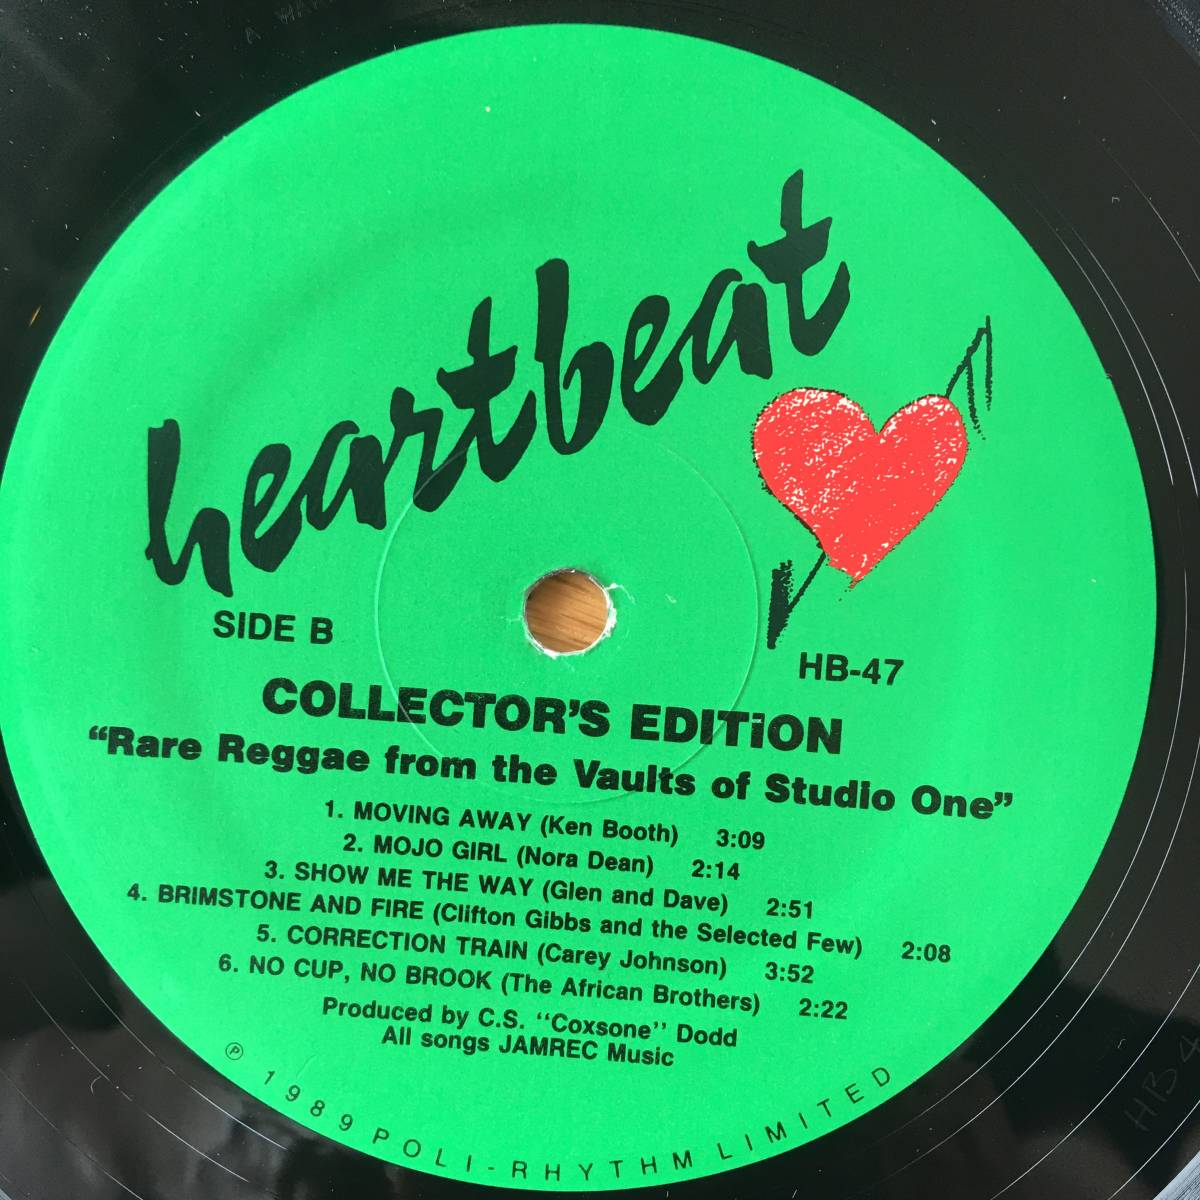 heartbeat
SIDE B
HB-47
COLLECTOR'S EDITiON
“Rare Reggae from the Vaults of Studio One”
1. MOVING AWAY (Ken Booth) 3:09
2. MOJO GIRL (Nora Dean) 2:14
3. SHOW ME THE WAY (Glen and Dave) 2:51
4. BRIMSTONE AND FIRE (Clifton Gibbs and the Selected Few) 2:08
5. CORRECTION TRAIN (Carey Johnson) 3:52
6. NO CUP, NO BROOK (The African Brothers) 2:22
Produced by C.S. "Coxsone" Dodd
All songs JAMREC Music
℗ 1989 POLI-RHYTHM LIMITED